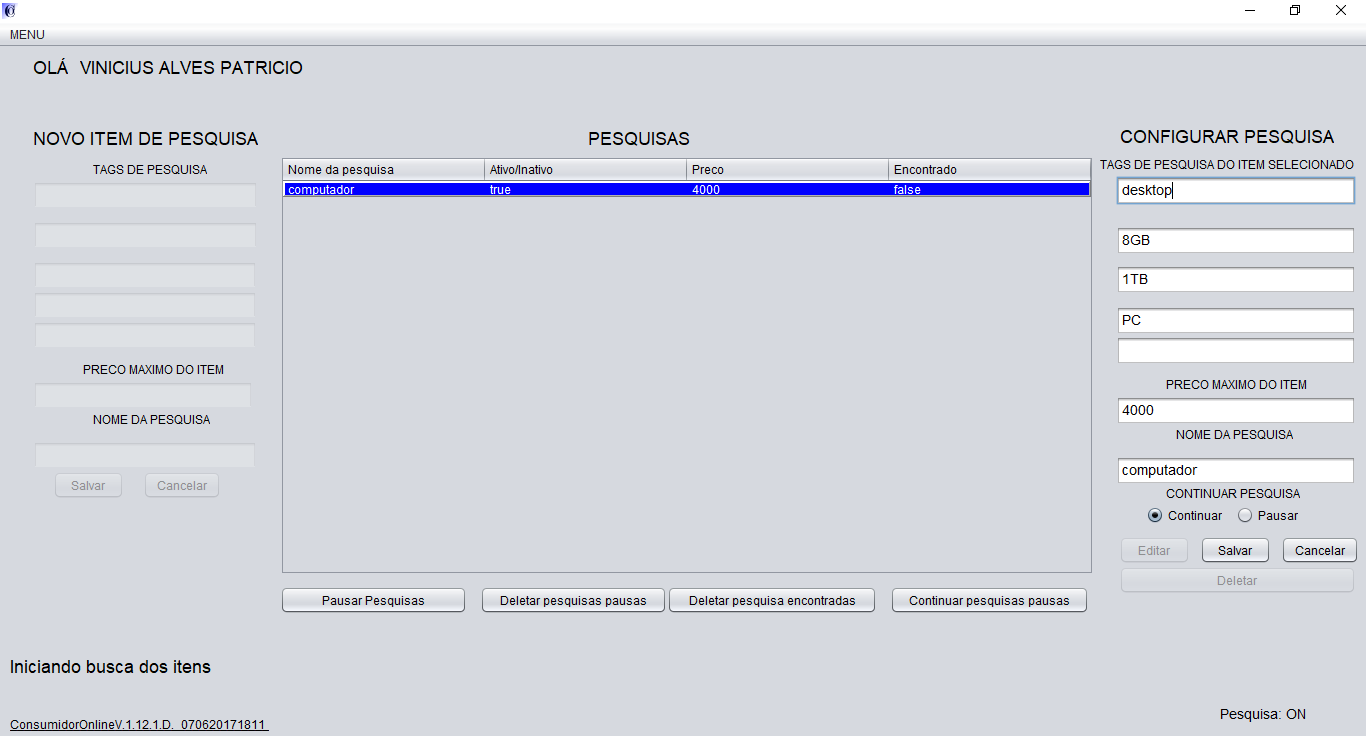 MENU
OLÁ VINICIUS ALVES PATRICIO
NOVO ITEM DE PESQUISA
TAGS DE PESQUISA
PRECO MAXIMO DO ITEM
NOME DA PESQUISA
Salvar Cancelar
PESQUISAS
Nome da pesquisa Ativo/Inativo Preco Encontrado
computador true 4000 false
Pausar Pesquisas Deletar pesquisas pausas Deletar pesquisa encontradas Continuar pesquisas pausas
CONFIGURAR PESQUISA
TAGS DE PESQUISA DO ITEM SELECIONADO
desktop
8GB
1TB
PC
PRECO MAXIMO DO ITEM
4000
NOME DA PESQUISA
computador
CONTINUAR PESQUISA
Continuar Pausar
Editar Salvar Cancelar
Deletar
Iniciando busca dos itens
ConsumidorOnlineV.1.12.1.D._070620171811
Pesquisa: ON